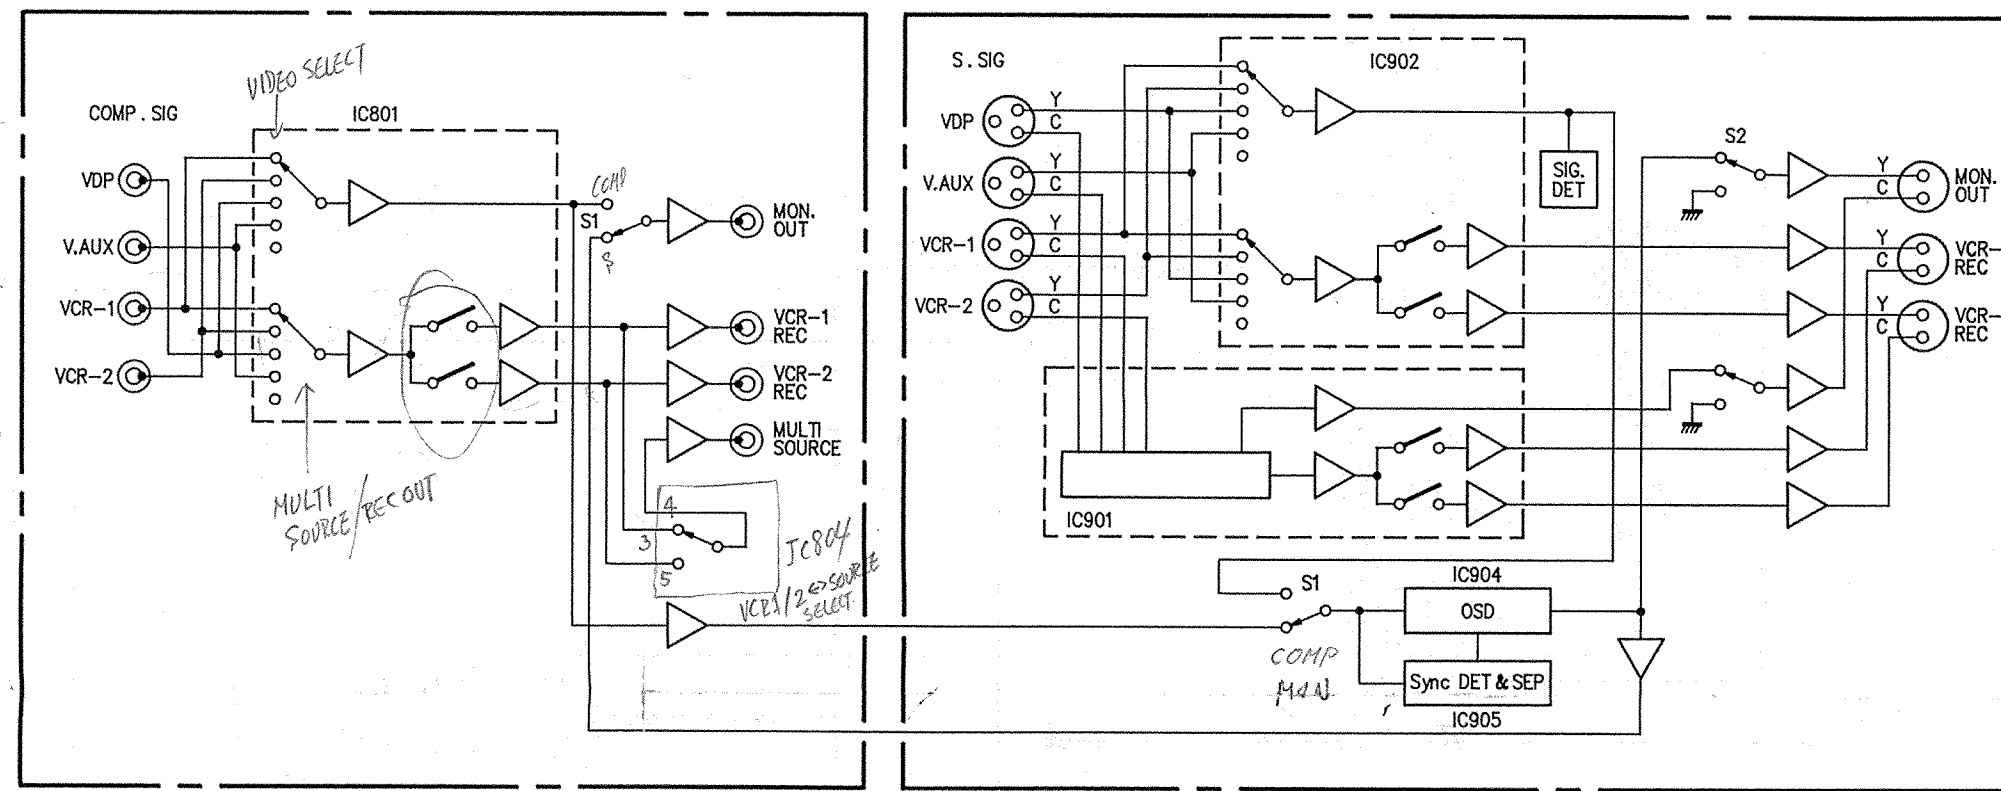 VIDEO SELECT
COMP. SIG
IC801
VDP
V.AUX
VCR-1
VCR-2
COMP
S1
S
MON.
OUT
VCR-1
REC
VCR-2
REC
MULTI
SOURCE
MULTI
SOURCE/REC OUT
4
3
5
IC804
VCR1/2 <=> SOURCE
SELECT
S. SIG
IC902
VDP
Y
C
V.AUX
Y
C
VCR-1
Y
C
VCR-2
Y
C
SIG.
DET
S2
Y
C
MON.
OUT
Y
C
VCR-
REC
Y
C
VCR-
REC
IC901
S1
COMP
IC904
OSD
Sync DET & SEP
IC905